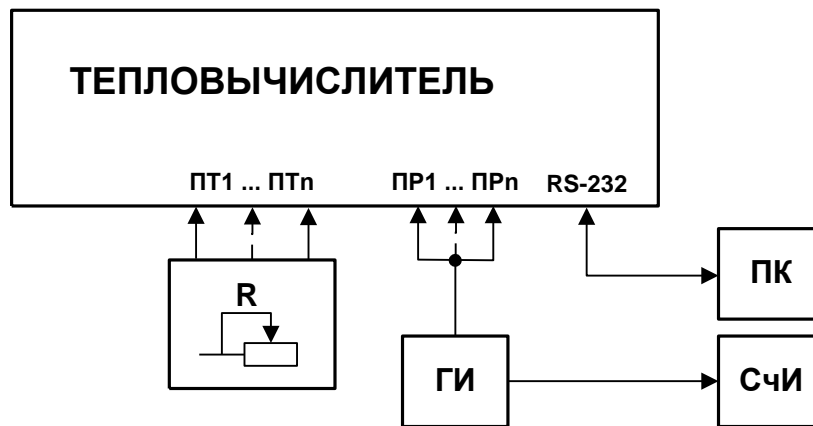 ТЕПЛОВЫЧИСЛИТЕЛЬ
ПТ1 ... ПТn ПР1 ... ПРn RS-232
ПК
R
ГИ
СчИ